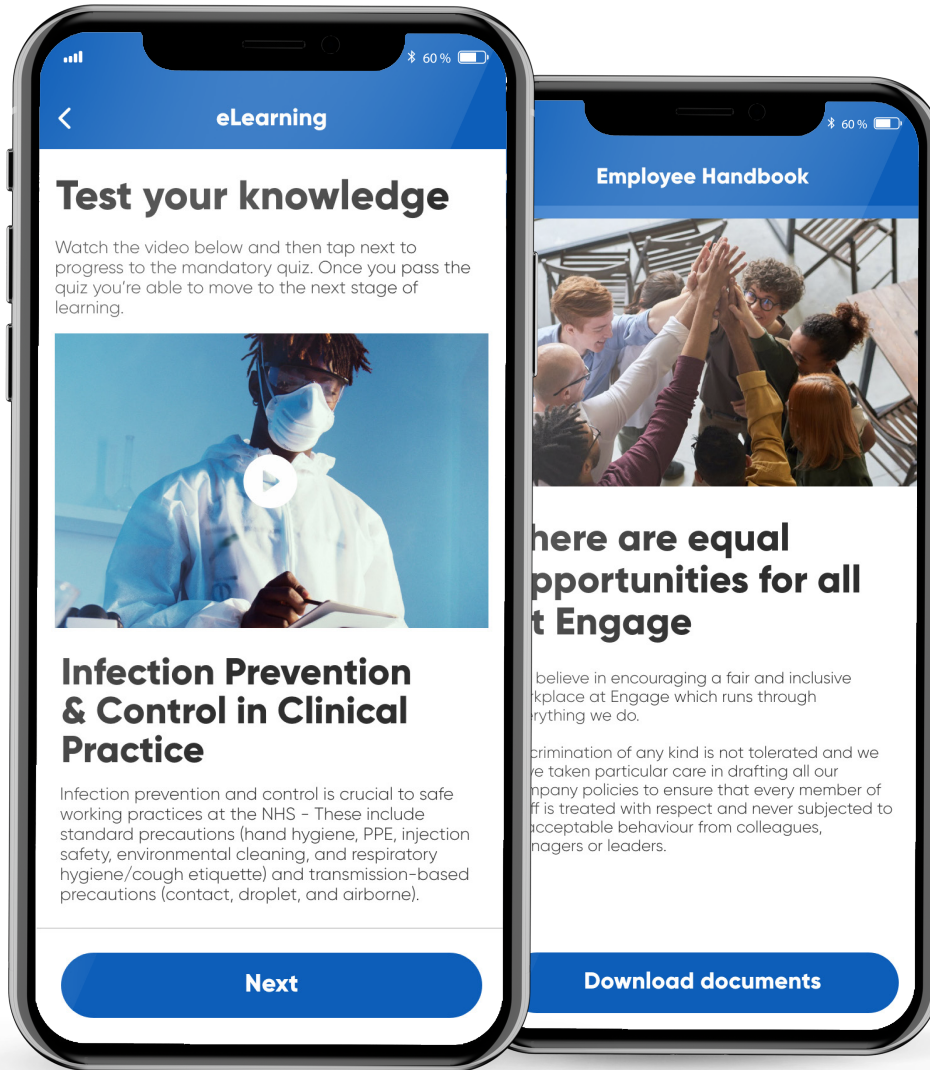 60 %
eLearning
Test your knowledge
Watch the video below and then tap next to
progress to the mandatory quiz. Once you pass the
quiz you're able to move to the next stage of
learning.
Infection Prevention
& Control in Clinical
Practice
Infection prevention and control is crucial to safe
working practices at the NHS - These include
standard precautions (hand hygiene, PPE, injection
safety, environmental cleaning, and respiratory
hygiene/cough etiquette) and transmission-based
precautions (contact, droplet, and airborne).
Next
60 %
Employee Handbook
here are equal
pportunities for all
t Engage
believe in encouraging a fair and inclusive
rkplace at Engage which runs through
rything we do.
crimination of any kind is not tolerated and we
ve taken particular care in drafting all our
mpany policies to ensure that every member of
ff is treated with respect and never subjected to
acceptable behaviour from colleagues,
nagers or leaders.
Download documents